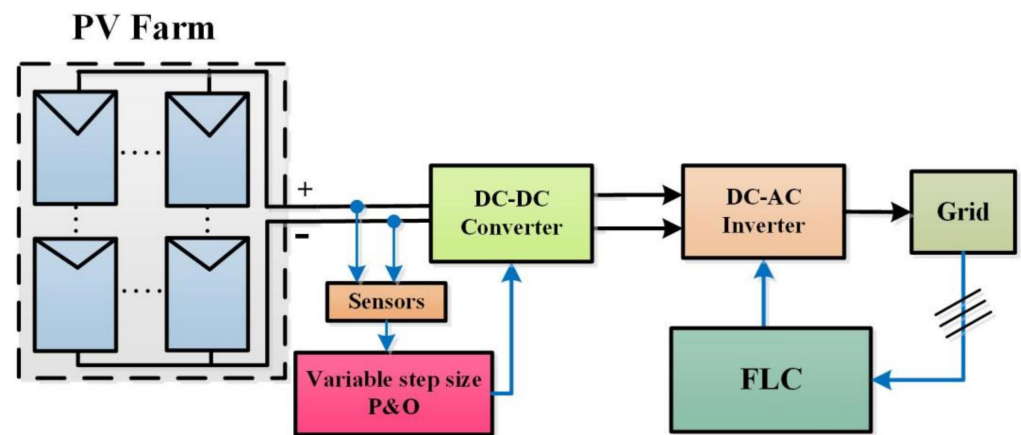 PV Farm
+
-
DC-DC
Converter
DC-AC
Inverter
Grid
Sensors
Variable step size
P&O
FLC